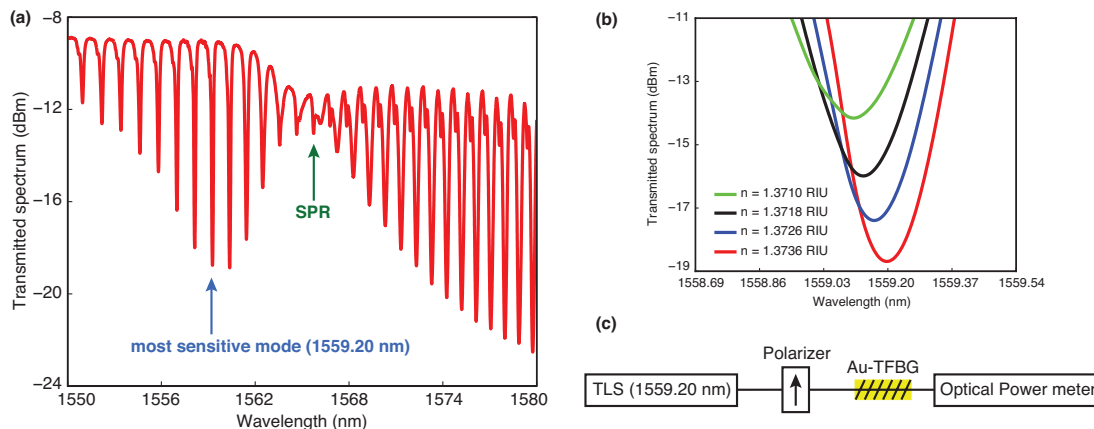 (a)
−8
−12
−16
−20
−24
Transmitted spectrum (dBm)
SPR
most sensitive mode (1559.20 nm)
1550
1556
1562
1568
1574
1580
Wavelength (nm)
(b)
−11
−13
−15
−17
−19
Transmitted spectrum (dBm)
n = 1.3710 RIU
n = 1.3718 RIU
n = 1.3726 RIU
n = 1.3736 RIU
1558.69
1558.86
1559.03
1559.20
1559.37
1559.54
Wavelength (nm)
(c)
Polarizer
Au-TFBG
TLS (1559.20 nm)
Optical Power meter